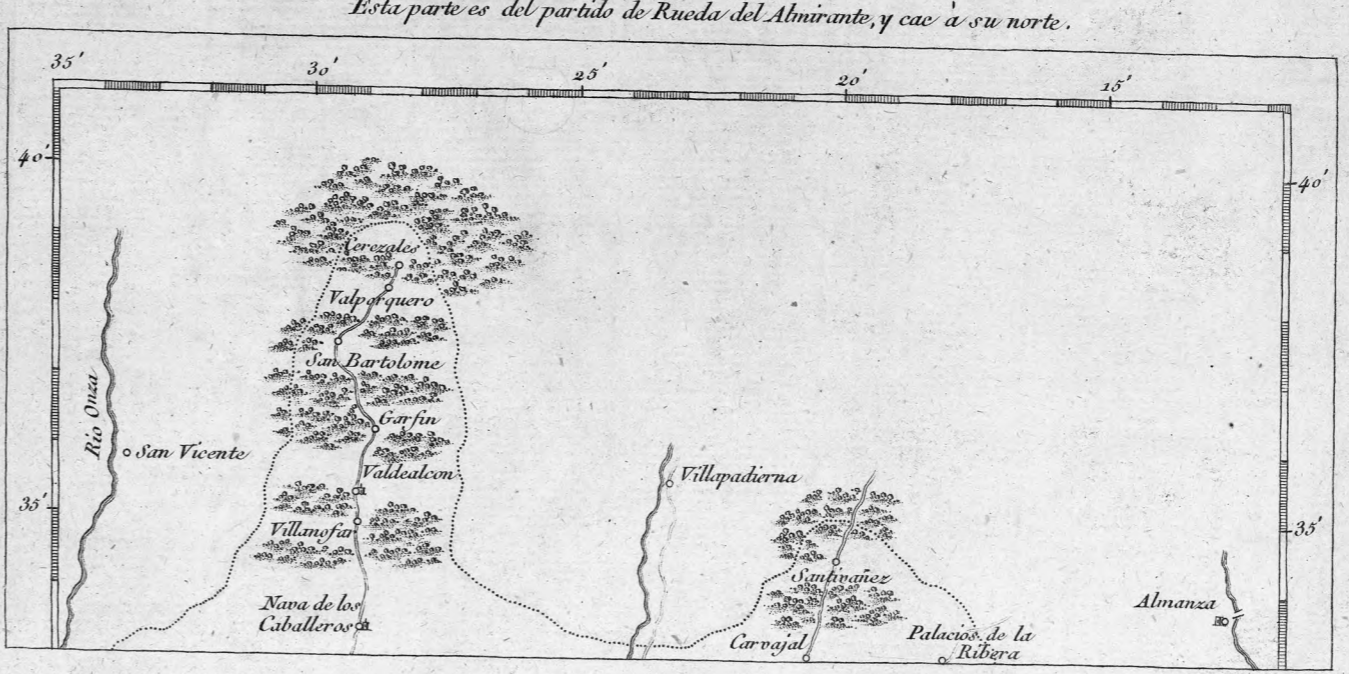 Esta parte es del partido de Rueda del Almirante, y cae à su norte.
35'
30'
25'
20'
15'
40'
40'
Cerezales
Valporquero
San Bartolome
Rio Onza
Garfin
San Vicente
Valdealcon
Villapadierna
35'
35'
Villanofar
Santivañez
Nava de los
Caballeros
Almanza
Carvajal
Palacios de la
Ribera